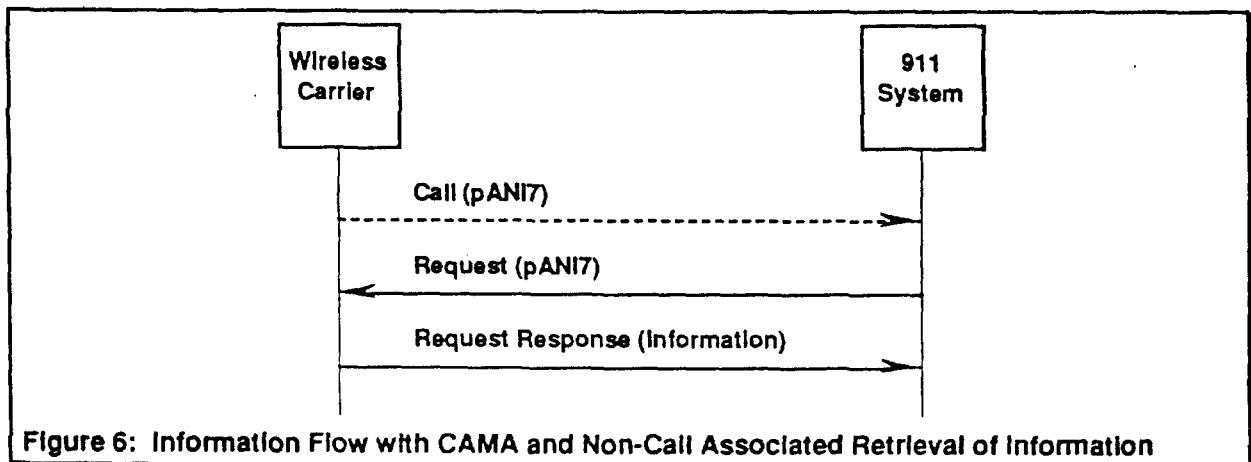 Wireless
Carrier
911
System
Call (pANI7)
Request (pANI7)
Request Response (Information)
Figure 6: Information Flow with CAMA and Non-Call Associated Retrieval of Information